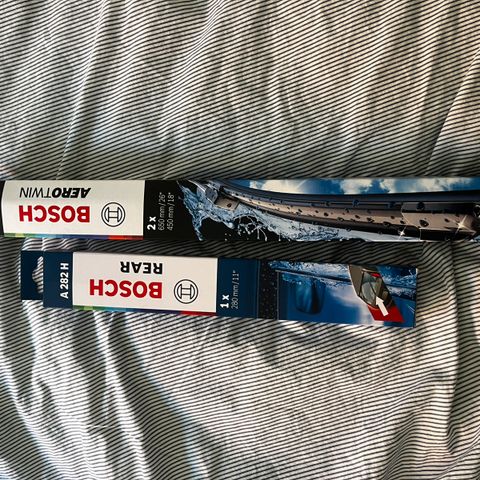 BOSCH
AEROTWIN
2 x
650 mm / 26"
450 mm / 18"
A 282 H
BOSCH
REAR
1 x
280 mm / 11"